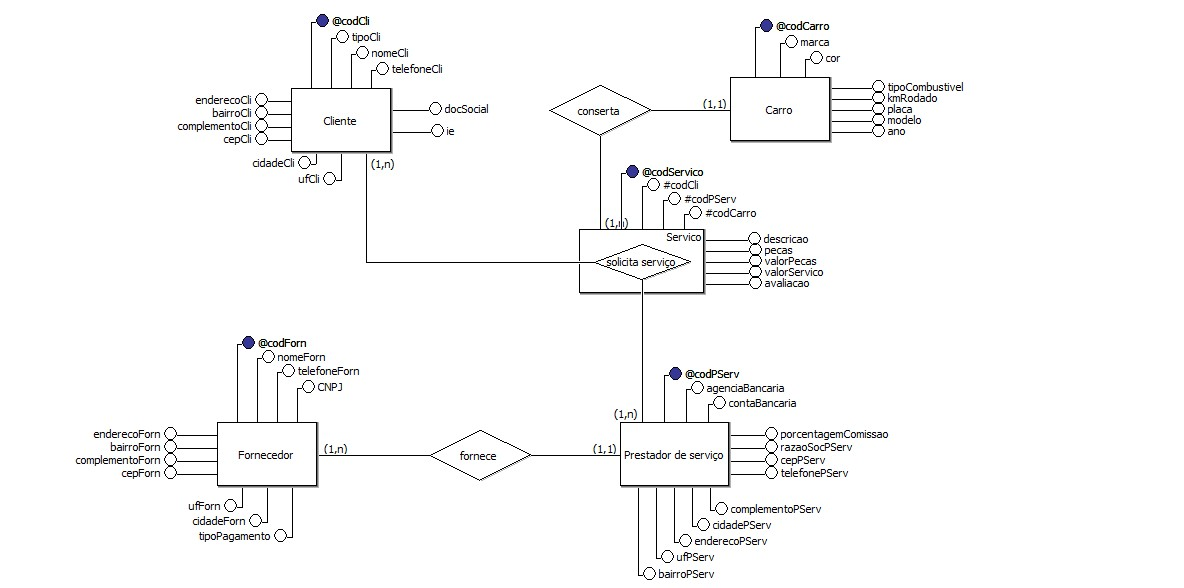 @codCli
tipoCli
nomeCli
telefoneCli
enderecoCli
bairroCli
complementoCli
cepCli
Cliente
docSocial
ie
cidadeCli
ufCli
(1,n)
@codCarro
marca
cor
conserta
(1,1)
Carro
tipoCombustivel
kmRodado
placa
modelo
ano
@codServico
#codCli
#codPServ
#codCarro
(1,n)
Servico
solicita serviço
descricao
pecas
valorPecas
valorServico
avaliacao
@codForn
nomeForn
telefoneForn
CNPJ
enderecoForn
bairroForn
complementoForn
cepForn
Fornecedor
(1,n)
fornece
(1,1)
ufForn
cidadeForn
tipoPagamento
@codPServ
agenciaBancaria
contaBancaria
(1,n)
Prestador de serviço
porcentagemComissao
razaoSocPServ
cepPServ
telefonePServ
complementoPServ
cidadePServ
enderecoPServ
ufPServ
bairroPServ